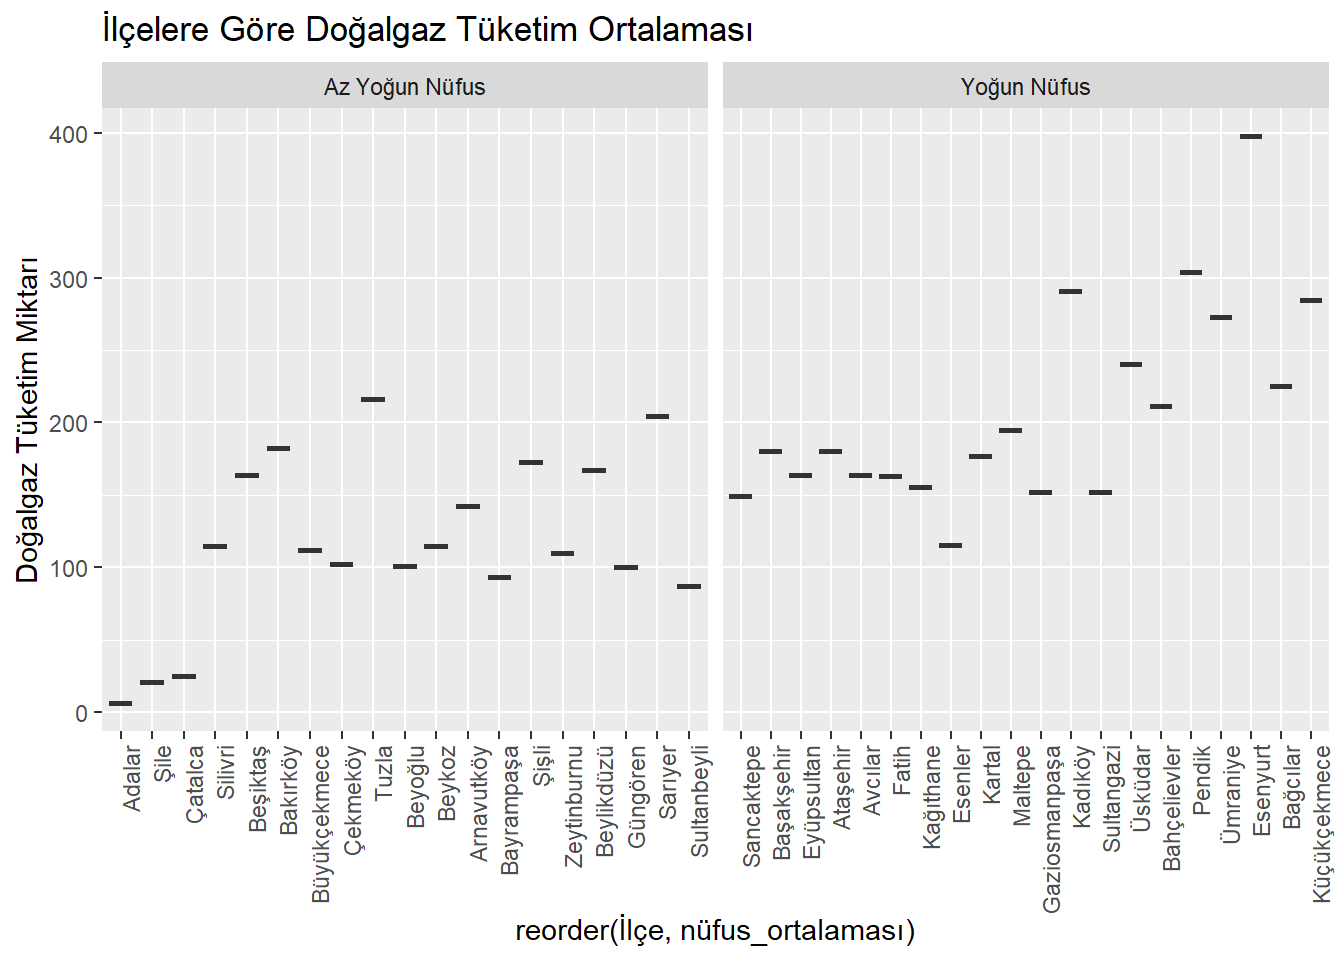 İlçelere Göre Doğalgaz Tüketim Ortalaması
Az Yoğun Nüfus
Yoğun Nüfus
Doğalgaz Tüketim Miktarı
400
300
200
100
0
Adalar
Şile
Çatalca
Silivri
Beşiktaş
Bakırköy
Büyükçekmece
Çekmeköy
Tuzla
Beyoğlu
Beykoz
Arnavutköy
Bayrampaşa
Şişli
Zeytinburnu
Beylikdüzü
Güngören
Sarıyer
Sultanbeyli
Sancaktepe
Başakşehir
Eyüpsultan
Ataşehir
Avcılar
Fatih
Kağıthane
Esenler
Kartal
Maltepe
Gaziosmanpaşa
Kadıköy
Sultangazi
Üsküdar
Bahçelievler
Pendik
Ümraniye
Esenyurt
Bağcılar
Küçükçekmece
reorder(İlçe, nüfus_ortalaması)